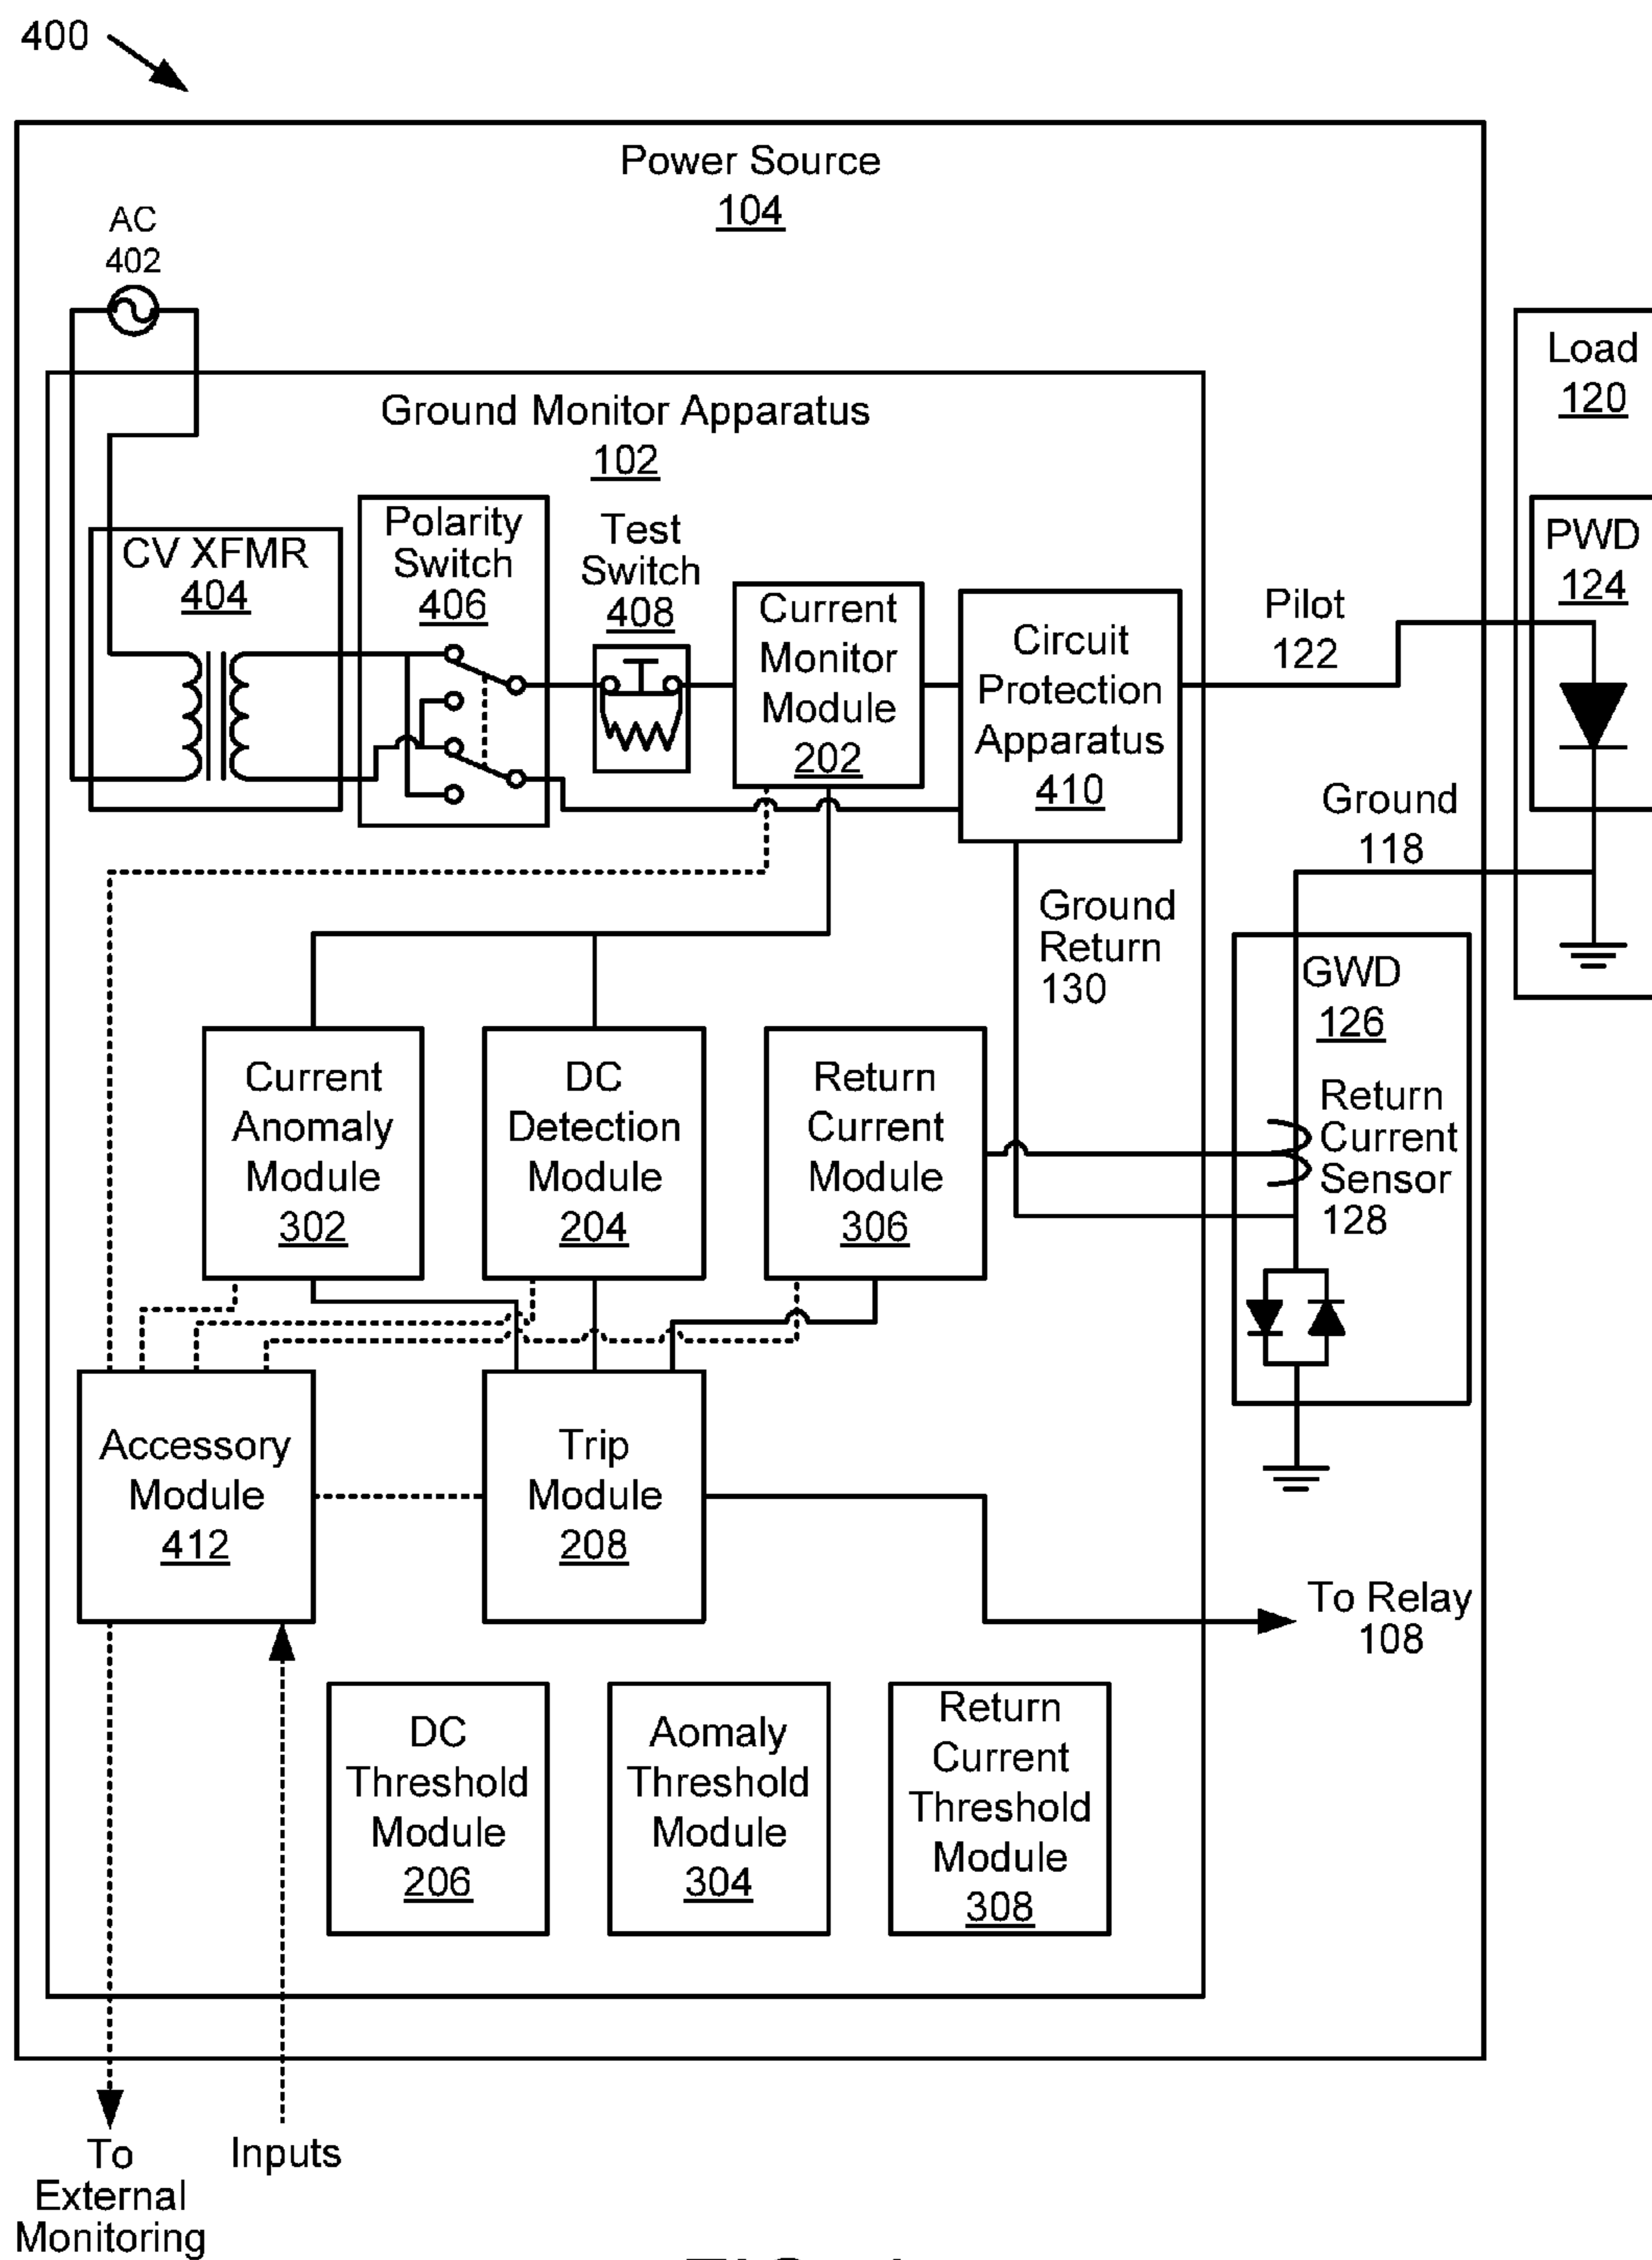 400
Power Source
104
AC
402
Ground Monitor Apparatus
102
Load
120
CV XFMR
404
Polarity
Switch
406
Test
Switch
408
Current
Monitor
Module
202
Circuit
Protection
Apparatus
410
Pilot
122
PWD
124
Ground
118
Ground
Return
130
GWD
126
Return
Current
Sensor
128
Current
Anomaly
Module
302
DC
Detection
Module
204
Return
Current
Module
306
Accessory
Module
412
Trip
Module
208
To Relay
108
DC
Threshold
Module
206
Aomaly
Threshold
Module
304
Return
Current
Threshold
Module
308
To
External
Monitoring
Inputs